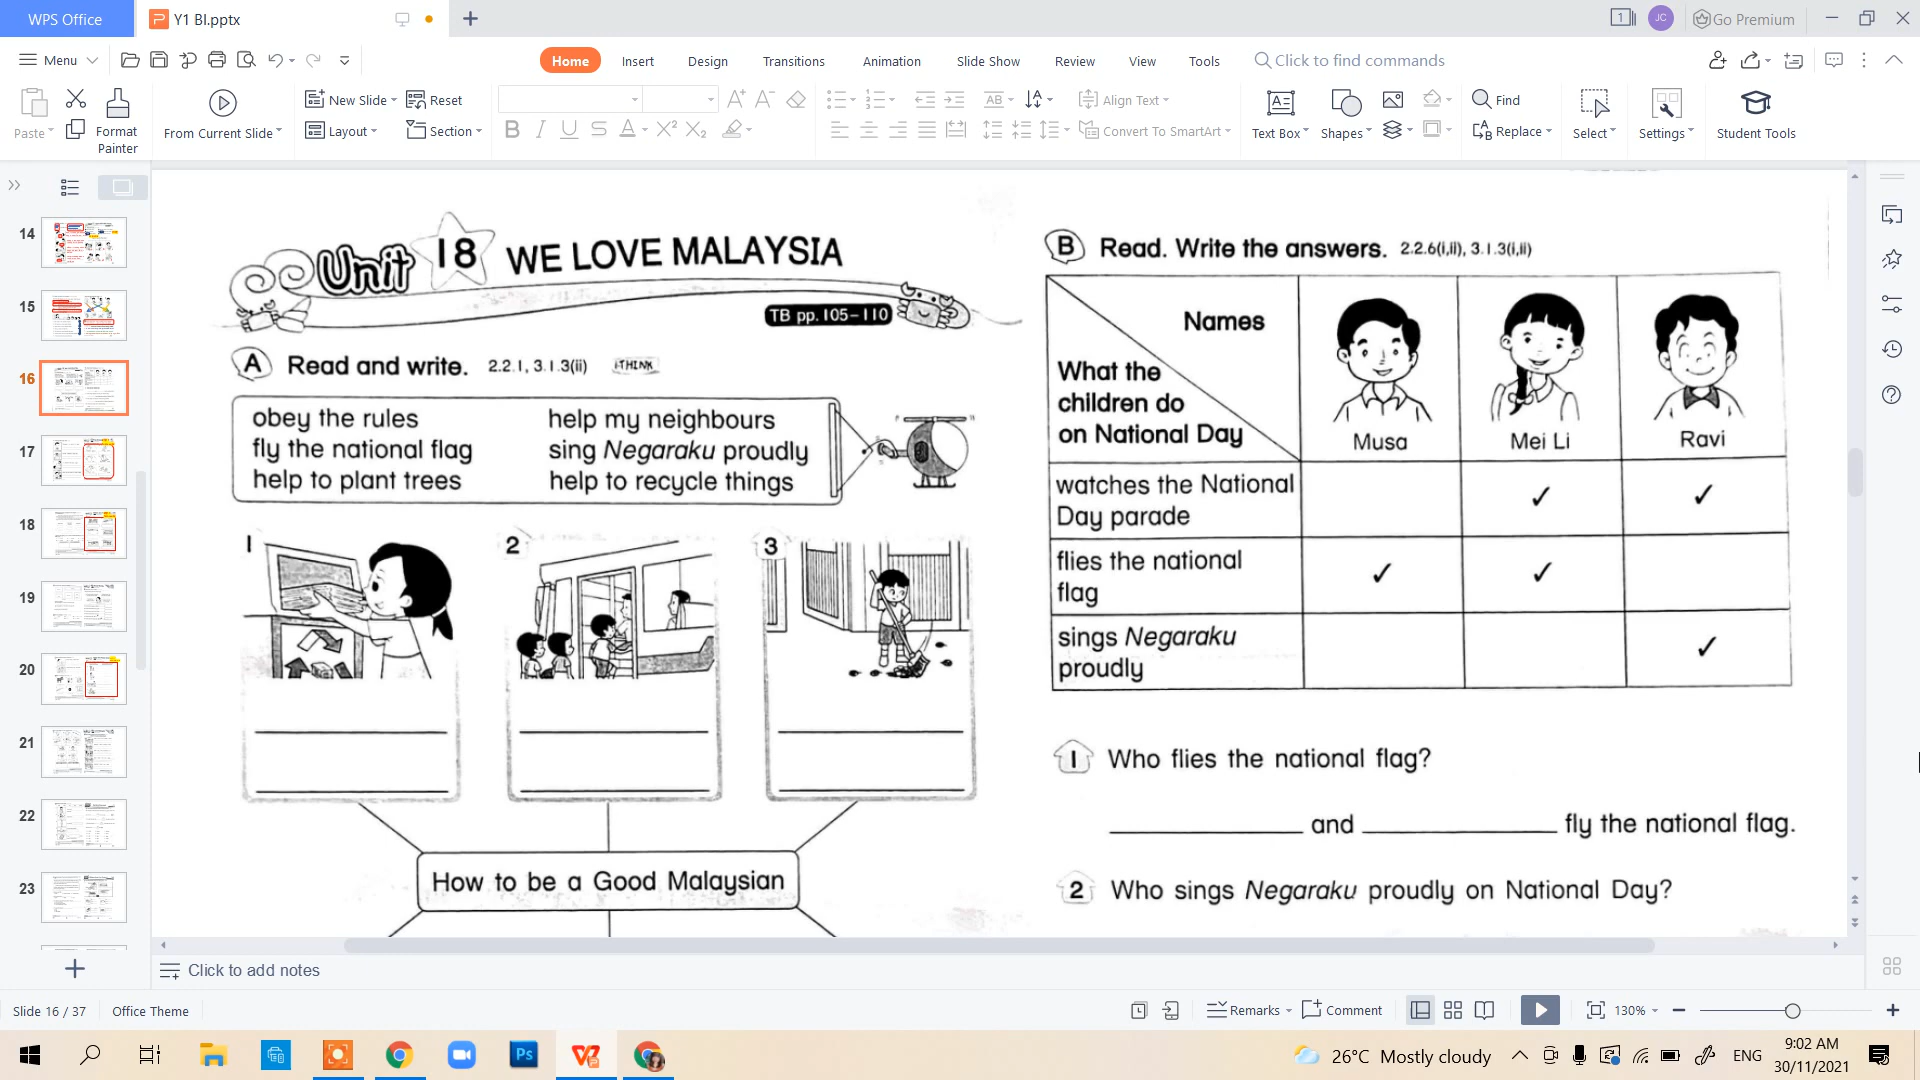 WPS Office
Y1 BI.pptx
1
JC
Go Premium
Menu
Home
Insert
Design
Transitions
Animation
Slide Show
Review
View
Tools
Click to find commands
Paste
Format
Painter
From Current Slide
New Slide
Reset
Layout
Section
Align Text
Convert To SmartArt
Text Box
Shapes
Find
Replace
Select
Settings
Student Tools
14
15
16
17
18
19
20
21
22
23
Unit 18 WE LOVE MALAYSIA
TB pp. 105–110
A Read and write. 2.2.1, 3.1.3(ii) iTHINK
obey the rules help my neighbours
fly the national flag sing Negaraku proudly
help to plant trees help to recycle things
1 2 3
How to be a Good Malaysian
B Read. Write the answers. 2.2.6(i,ii), 3.1.3(i,ii)
Names
What the
children do
on National Day
Musa Mei Li Ravi
watches the National
Day parade ✓ ✓
flies the national
flag ✓ ✓
sings Negaraku
proudly ✓
1 Who flies the national flag?
____________ and ____________ fly the national flag.
2 Who sings Negaraku proudly on National Day?
Click to add notes
Slide 16 / 37
Office Theme
Remarks
Comment
130%
Ps
26°C Mostly cloudy
ENG
9:02 AM
30/11/2021